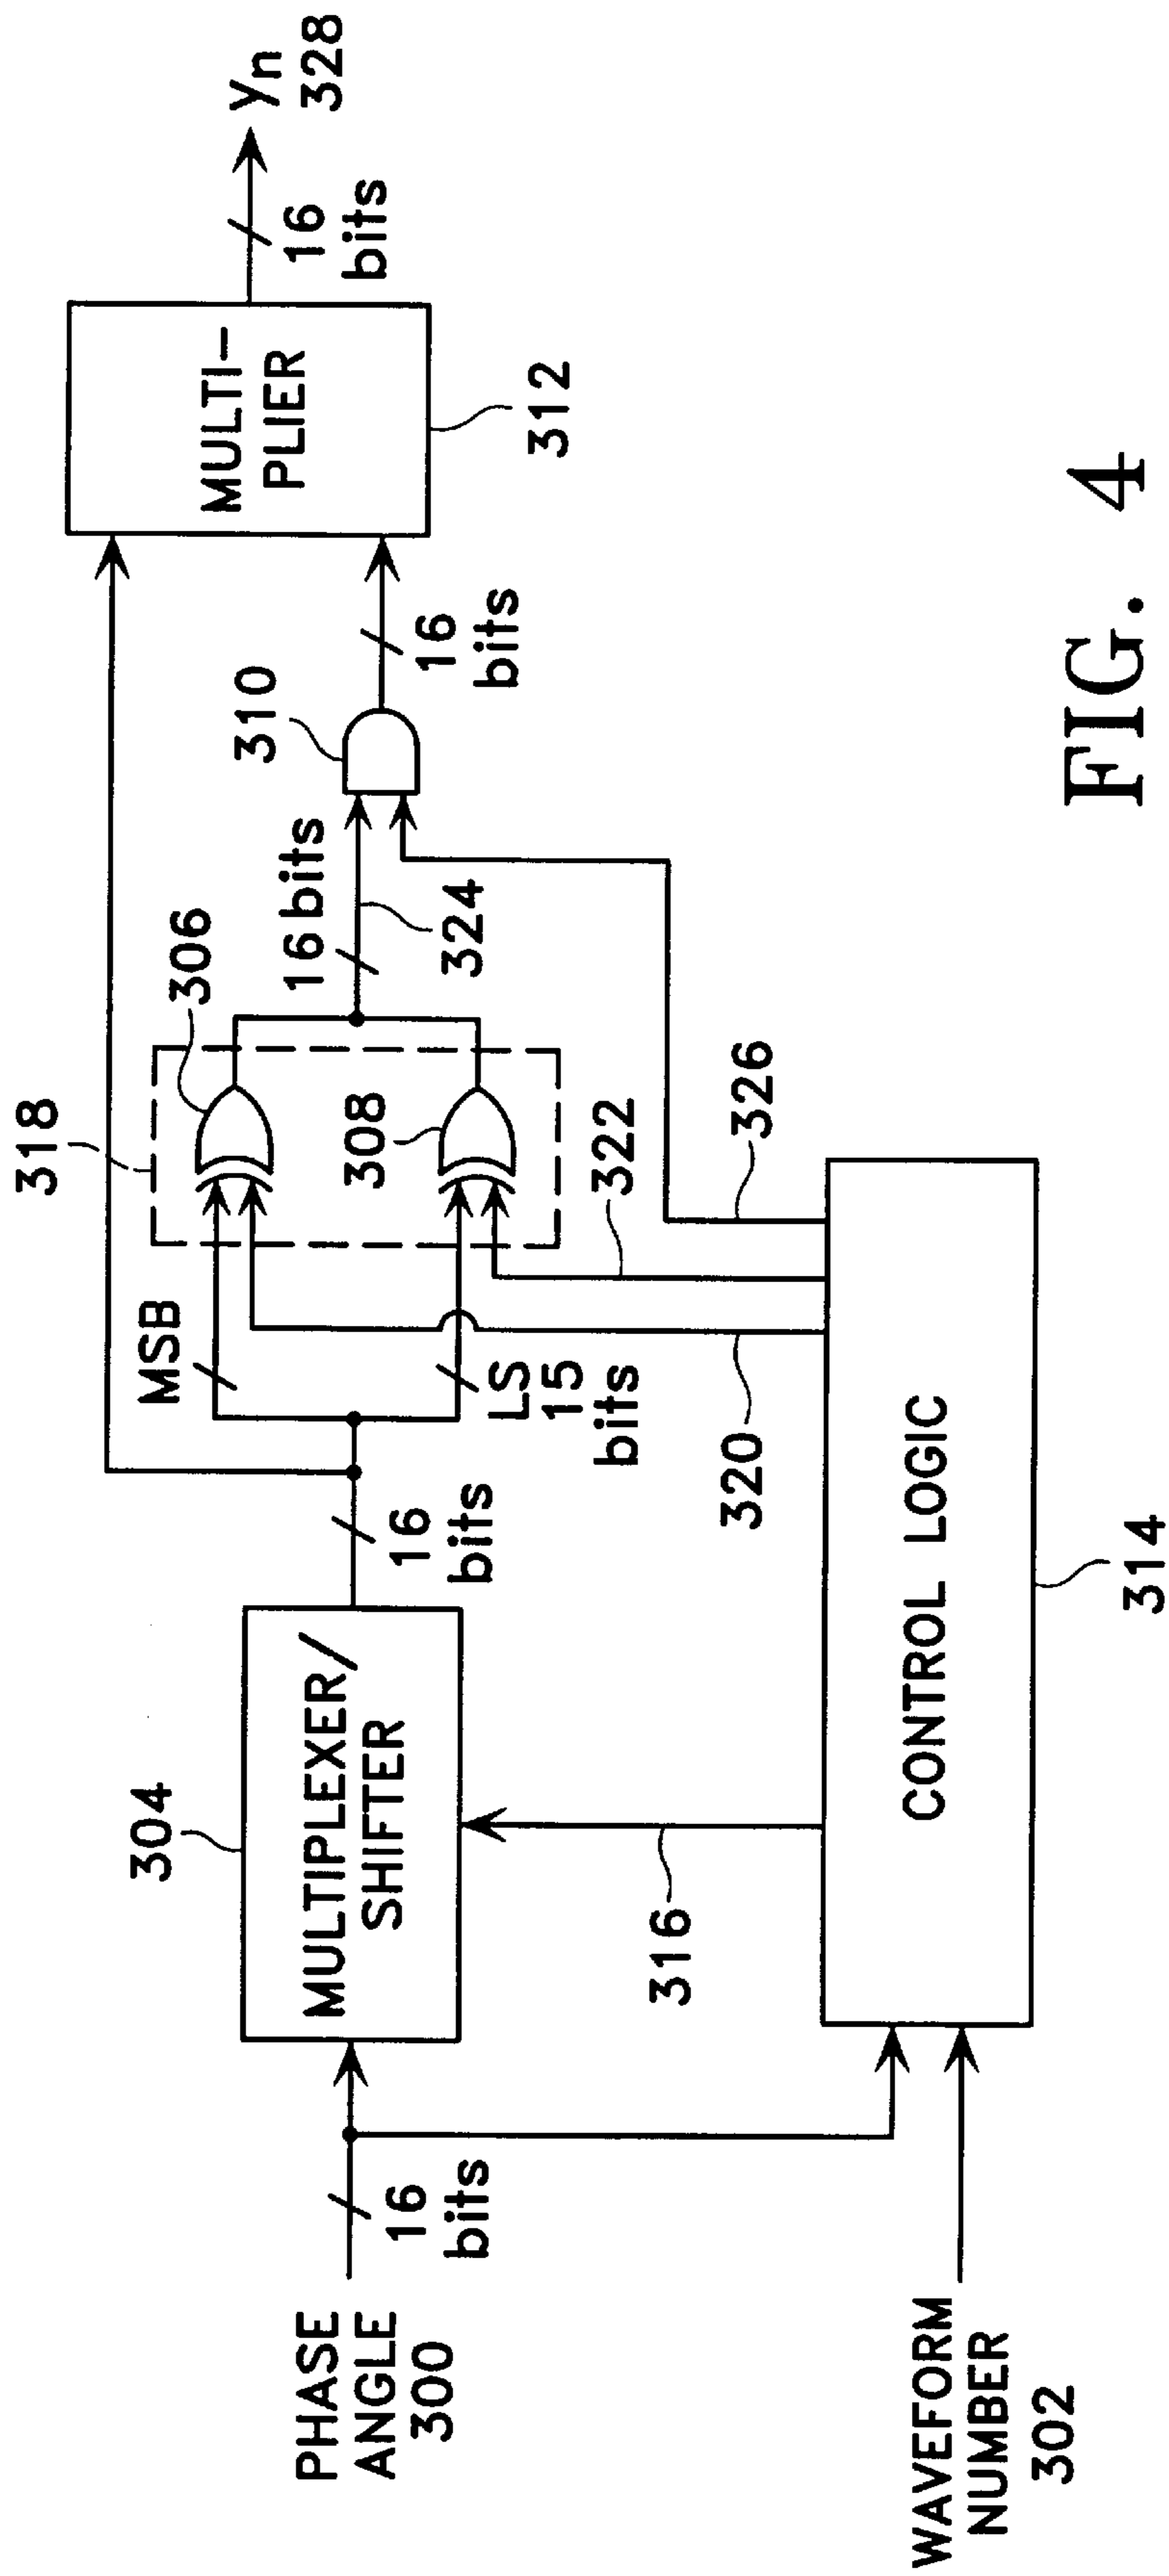 PHASE
ANGLE
300
16
bits
WAVEFORM
NUMBER
302
304
MULTIPLEXER/
SHIFTER
16
bits
316
CONTROL LOGIC
314
MSB
LS
15
bits
318
306
308
320
322
326
16 bits
324
310
16
bits
MULTI-
PLIER
312
16
bits
yn
328
FIG. 4